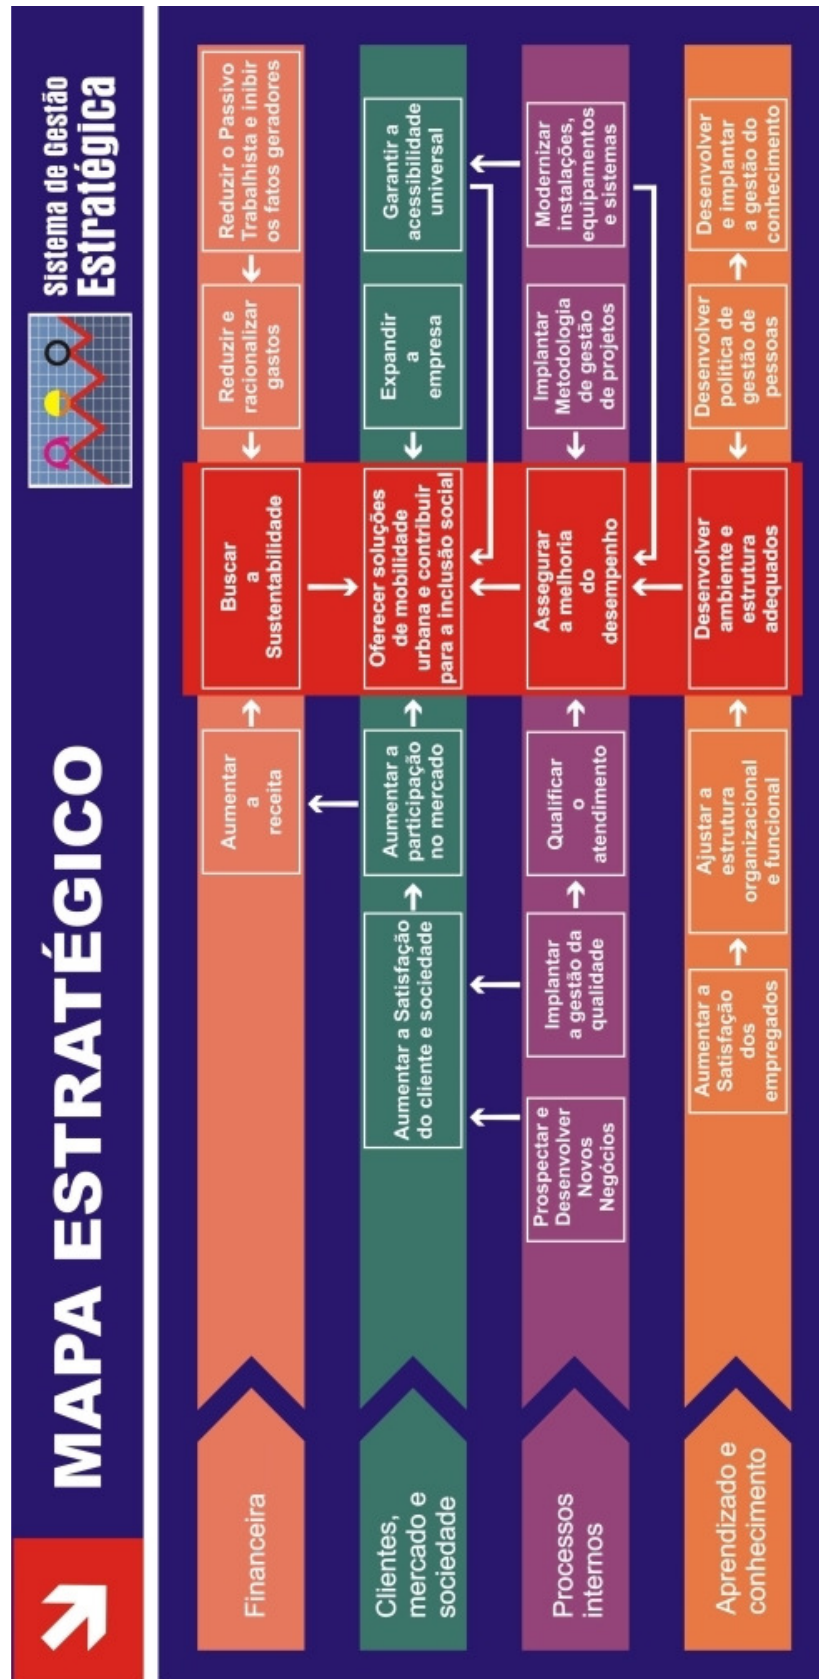 MAPA ESTRATÉGICO
Sistema de Gestão
Estratégica
Financeira
Aumentar
a
receita
Buscar
a
Sustentabilidade
Reduzir e
racionalizar
gastos
Reduzir o Passivo
Trabalhista e inibir
os fatos geradores
Clientes,
mercado e
sociedade
Aumentar a Satisfação
do cliente e sociedade
Aumentar a
participação
no mercado
Oferecer soluções
de mobilidade
urbana e contribuir
para a inclusão social
Expandir
a
empresa
Garantir a
acessibilidade
universal
Processos
internos
Prospectar e
Desenvolver
Novos
Negócios
Implantar
a gestão da
qualidade
Qualificar
o
atendimento
Assegurar
a melhoria
do
desempenho
Implantar
Metodologia
de gestão
de projetos
Modernizar
instalações,
equipamentos
e sistemas
Aprendizado e
conhecimento
Aumentar a
Satisfação
dos
empregados
Ajustar a
estrutura
organizacional
e funcional
Desenvolver
ambiente e
estrutura
adequados
Desenvolver
política de
gestão de
pessoas
Desenvolver
e implantar
a gestão do
conhecimento